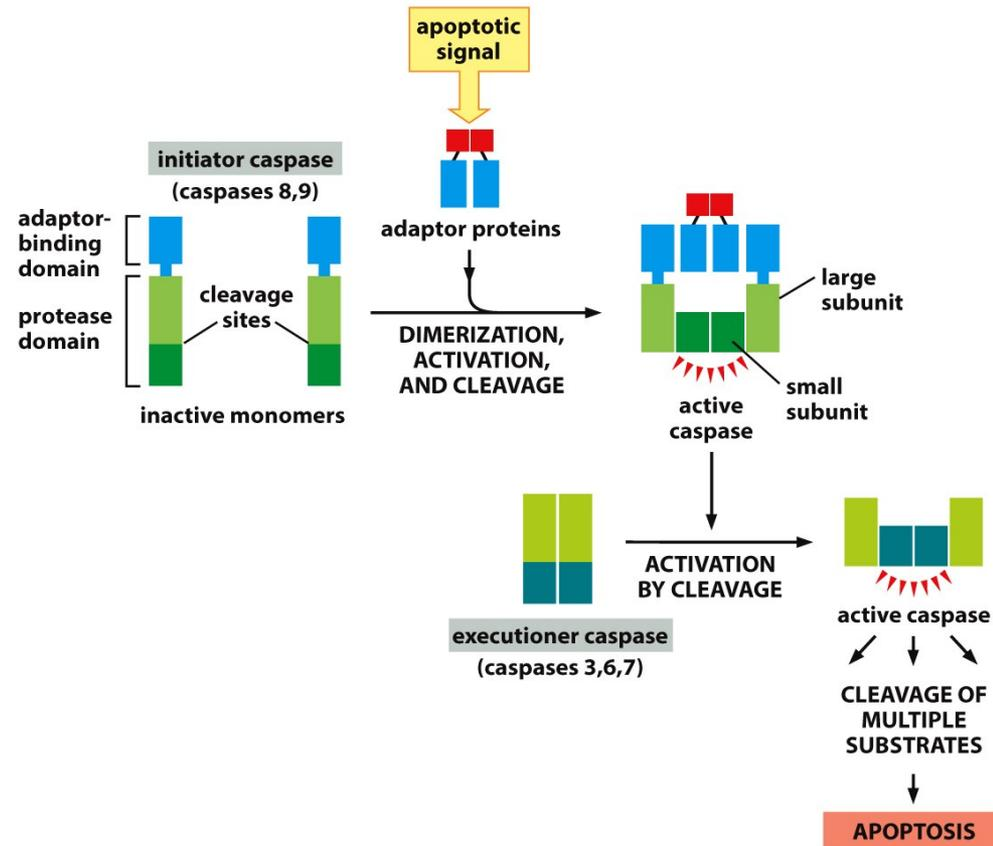 apoptotic
signal
initiator caspase
(caspases 8,9)
adaptor-
binding
domain
protease
domain
cleavage
sites
inactive monomers
adaptor proteins
DIMERIZATION,
ACTIVATION,
AND CLEAVAGE
large
subunit
small
subunit
active
caspase
executioner caspase
(caspases 3,6,7)
ACTIVATION
BY CLEAVAGE
active caspase
CLEAVAGE OF
MULTIPLE
SUBSTRATES
APOPTOSIS